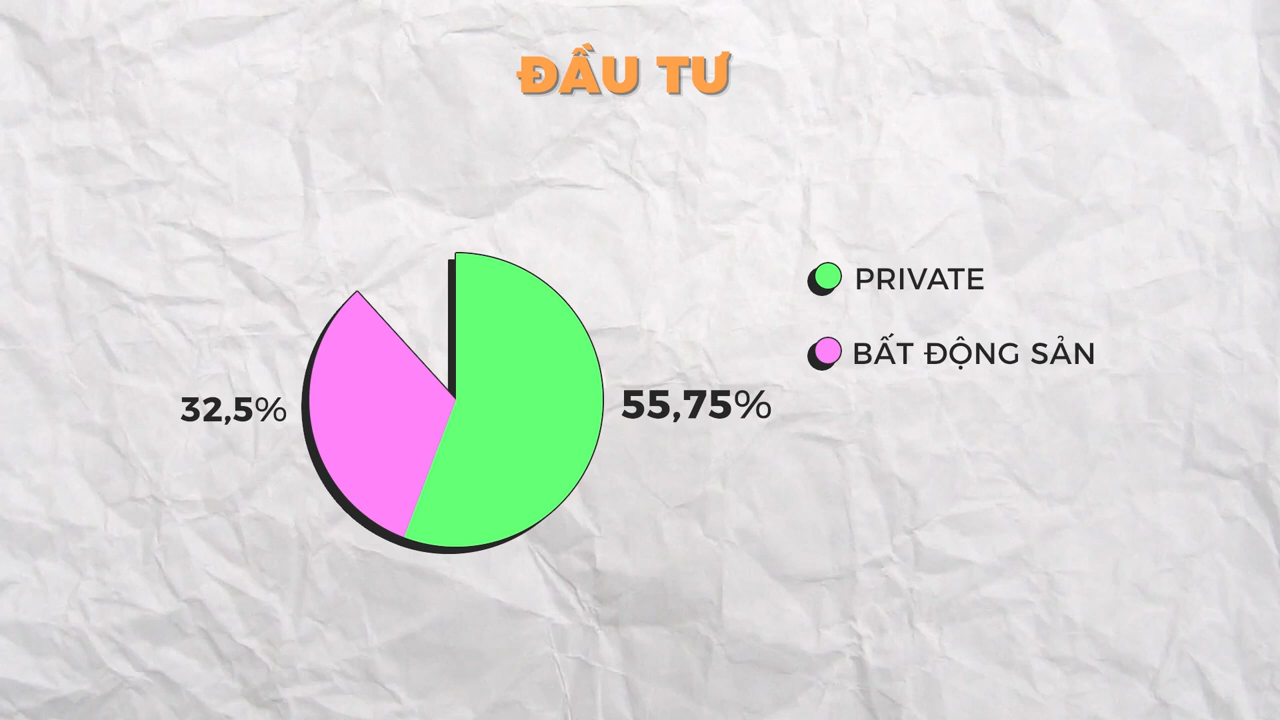 ĐẦU TƯ
PRIVATE
BẤT ĐỘNG SẢN
32,5%
55,75%